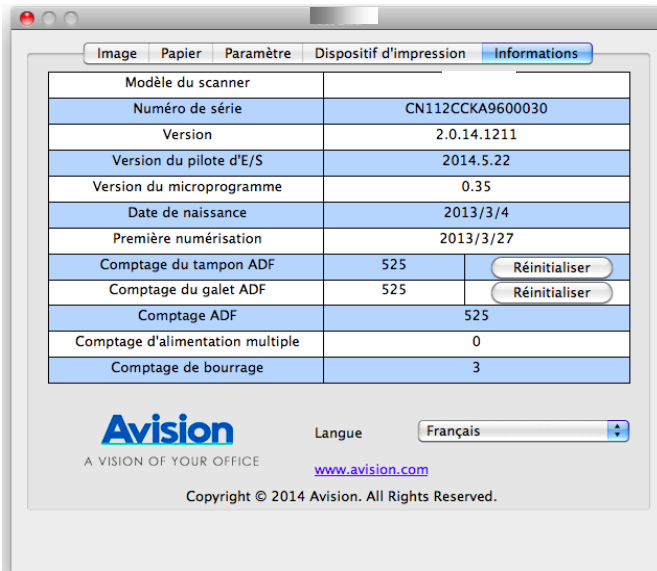 Image Papier Paramètre Dispositif d'impression Informations
Modèle du scanner
Numéro de série CN112CCKA9600030
Version 2.0.14.1211
Version du pilote d'E/S 2014.5.22
Version du microprogramme 0.35
Date de naissance 2013/3/4
Première numérisation 2013/3/27
Comptage du tampon ADF 525 Réinitialiser
Comptage du galet ADF 525 Réinitialiser
Comptage ADF 525
Comptage d'alimentation multiple 0
Comptage de bourrage 3
Avision
A VISION OF YOUR OFFICE
Langue Français
www.avision.com
Copyright © 2014 Avision. All Rights Reserved.